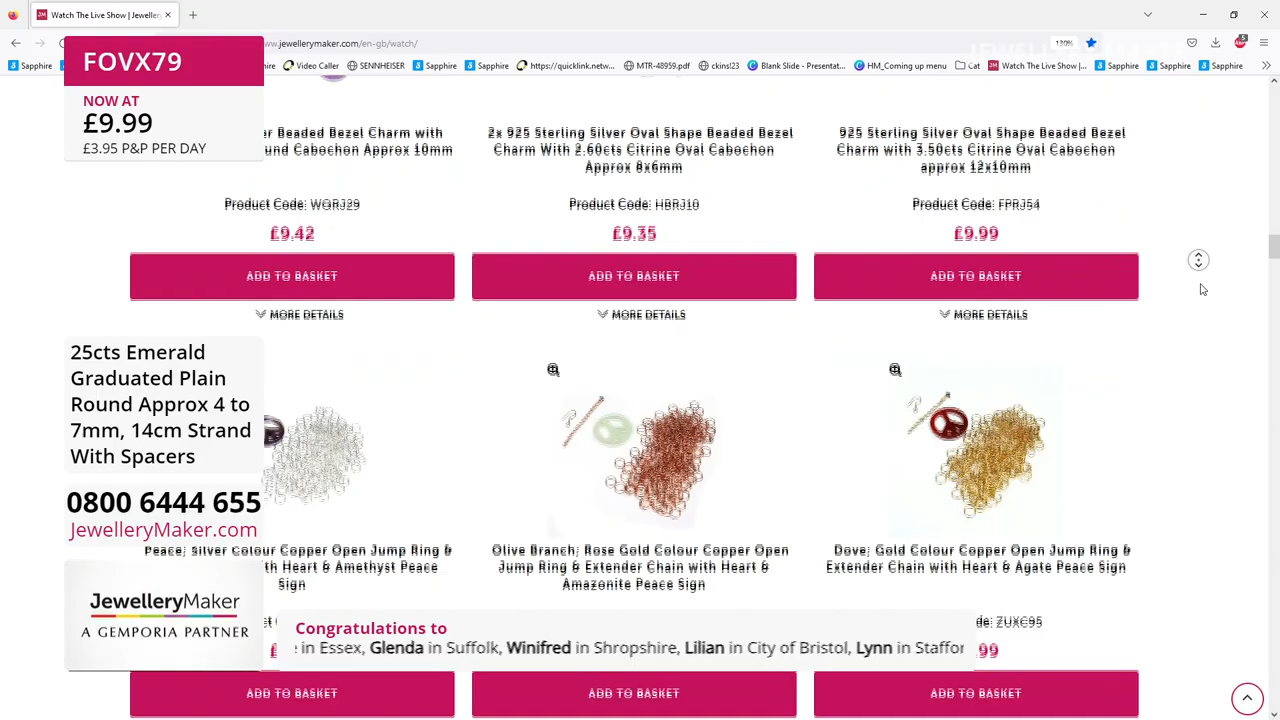 Watch The Live Show | Jeweller
FOVX79
NOW AT
£9.99
£3.95 P&P PER DAY
.jewellerymaker.com/en-gb/watch/
120%
Sapphire
Video Caller
SENNHEISER
Sapphire
Sapphire
https://quicklink.netwo...
MTR-48959.pdf
ckins!23
Blank Slide - Presentat...
HM_Coming up menu
Cat
Watch The Live Show |...
Sapphire
Sapphire
Sapphire
er Beaded Bezel Charm with
und Cabochon Approx 10mm
Product Code: WGRJ29
£9.42
ADD TO BASKET
MORE DETAILS
2x 925 Sterling Silver Oval Shape Beaded Bezel
Charm With 2.60cts Citrine Oval Cabochon
Approx 8x6mm
Product Code: HBRJ10
£9.35
ADD TO BASKET
MORE DETAILS
925 Sterling Silver Oval Shape Beaded Bezel
Charm with 3.50cts Citrine Oval Cabochon
approx 12x10mm
Product Code: FPRJ54
£9.99
ADD TO BASKET
MORE DETAILS
25cts Emerald
Graduated Plain
Round Approx 4 to
7mm, 14cm Strand
With Spacers
0800 6444 655
JewelleryMaker.com
JewelleryMaker
A GEMPORIA PARTNER
Peace; Silver Colour Copper Open Jump Ring &
th Heart & Amethyst Peace
Sign
ADD TO BASKET
Olive Branch; Rose Gold Colour Copper Open
Jump Ring & Extender Chain with Heart &
Amazonite Peace Sign
ADD TO BASKET
Dove; Gold Colour Copper Open Jump Ring &
Extender Chain with Heart & Agate Peace Sign
de: ZUXC95
.99
ADD TO BASKET
Congratulations to
e in Essex, Glenda in Suffolk, Winifred in Shropshire, Lilian in City of Bristol, Lynn in Staffor